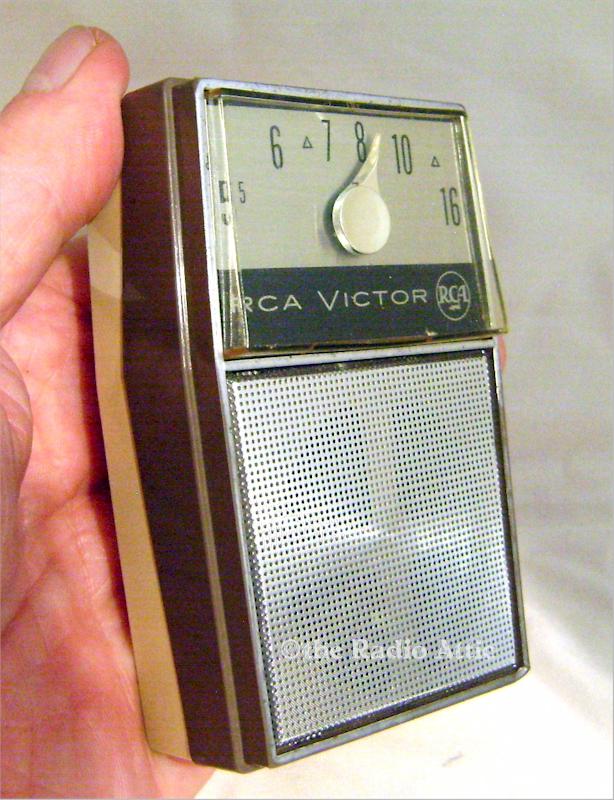 6 △ 7 8 10 △
5 16
RCA VICTOR RCA
©the Radio Attic